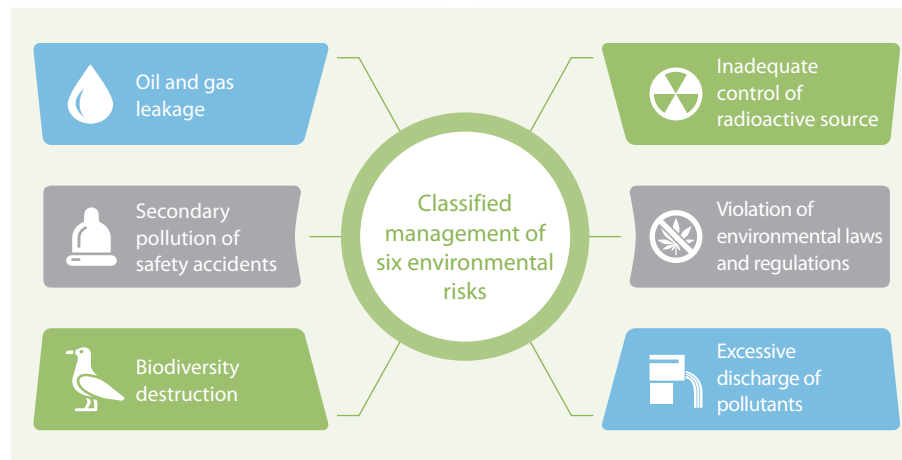 Oil and gas
leakage
Secondary
pollution of
safety accidents
Biodiversity
destruction
Classified
management of
six environmental
risks
Inadequate
control of
radioactive source
Violation of
environmental laws
and regulations
Excessive
discharge of
pollutants